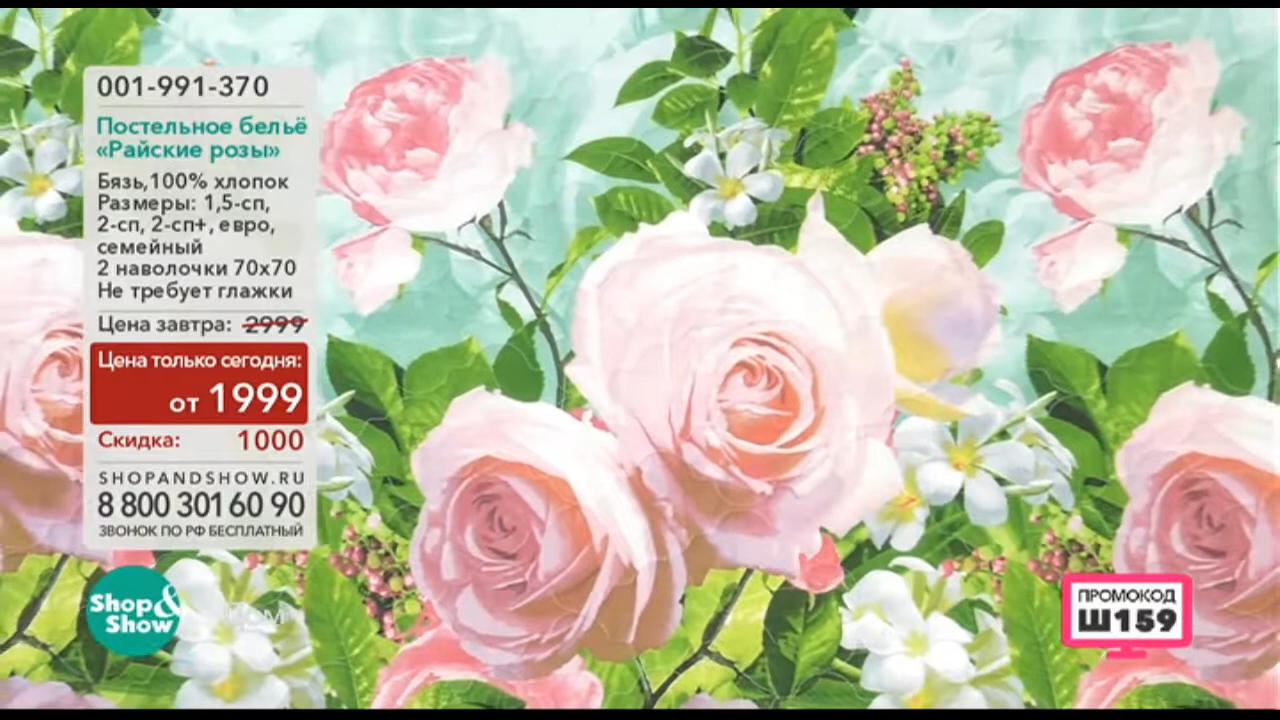 001-991-370
Постельное бельё
«Райские розы»
Бязь,100% хлопок
Размеры: 1,5-сп,
2-сп, 2-сп+, евро,
семейный
2 наволочки 70х70
Не требует глажки
Цена завтра: 2999
Цена только сегодня:
от 1999
Скидка: 1000
SHOPANDSHOW.RU
8 800 301 60 90
ЗВОНОК ПО РФ БЕСПЛАТНЫЙ
Shop&
Show
ПРОМОКОД
Ш159